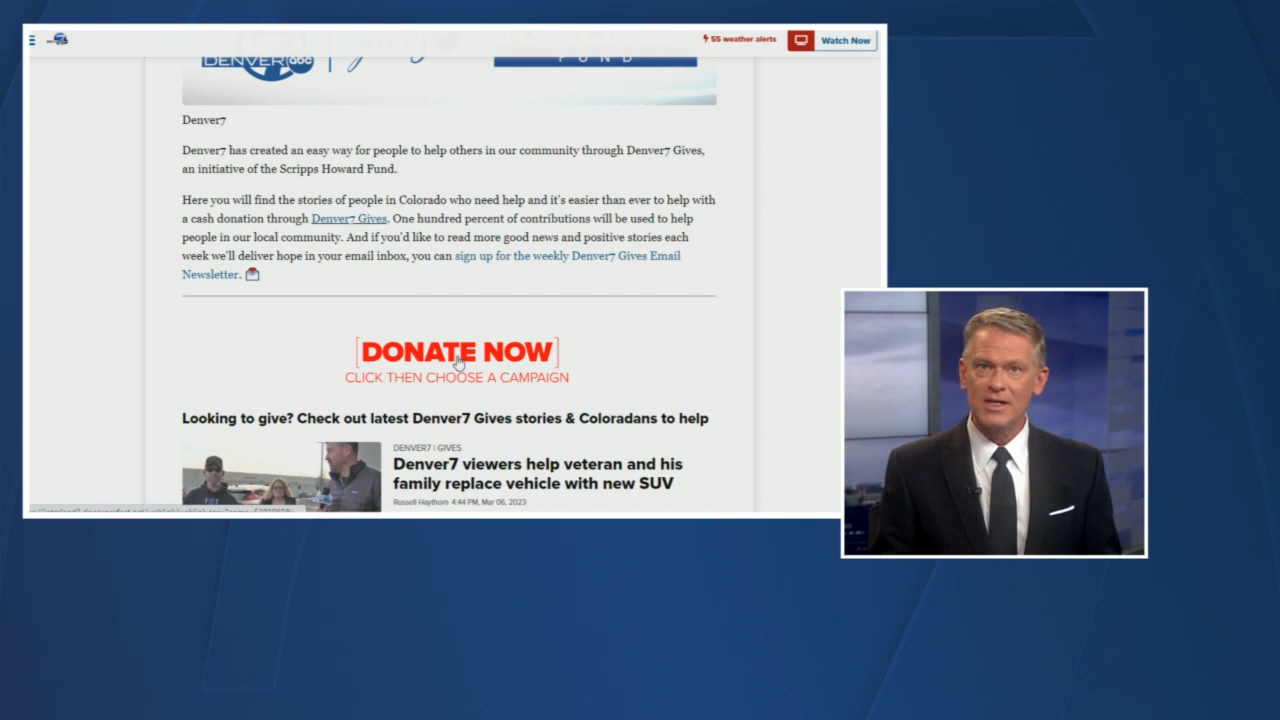 55 weather alerts
Watch Now
DENVER abc
FUND
Denver7
Denver7 has created an easy way for people to help others in our community through Denver7 Gives,
an initiative of the Scripps Howard Fund.
Here you will find the stories of people in Colorado who need help and it's easier than ever to help with
a cash donation through Denver7 Gives. One hundred percent of contributions will be used to help
people in our local community. And if you'd like to read more good news and positive stories each
week we'll deliver hope in your email inbox, you can sign up for the weekly Denver7 Gives Email
Newsletter.
[DONATE NOW]
CLICK THEN CHOOSE A CAMPAIGN
Looking to give? Check out latest Denver7 Gives stories & Coloradans to help
DENVER7 | GIVES
Denver7 viewers help veteran and his
family replace vehicle with new SUV
Russell Haythorn 4:44 PM, Mar 06, 2023